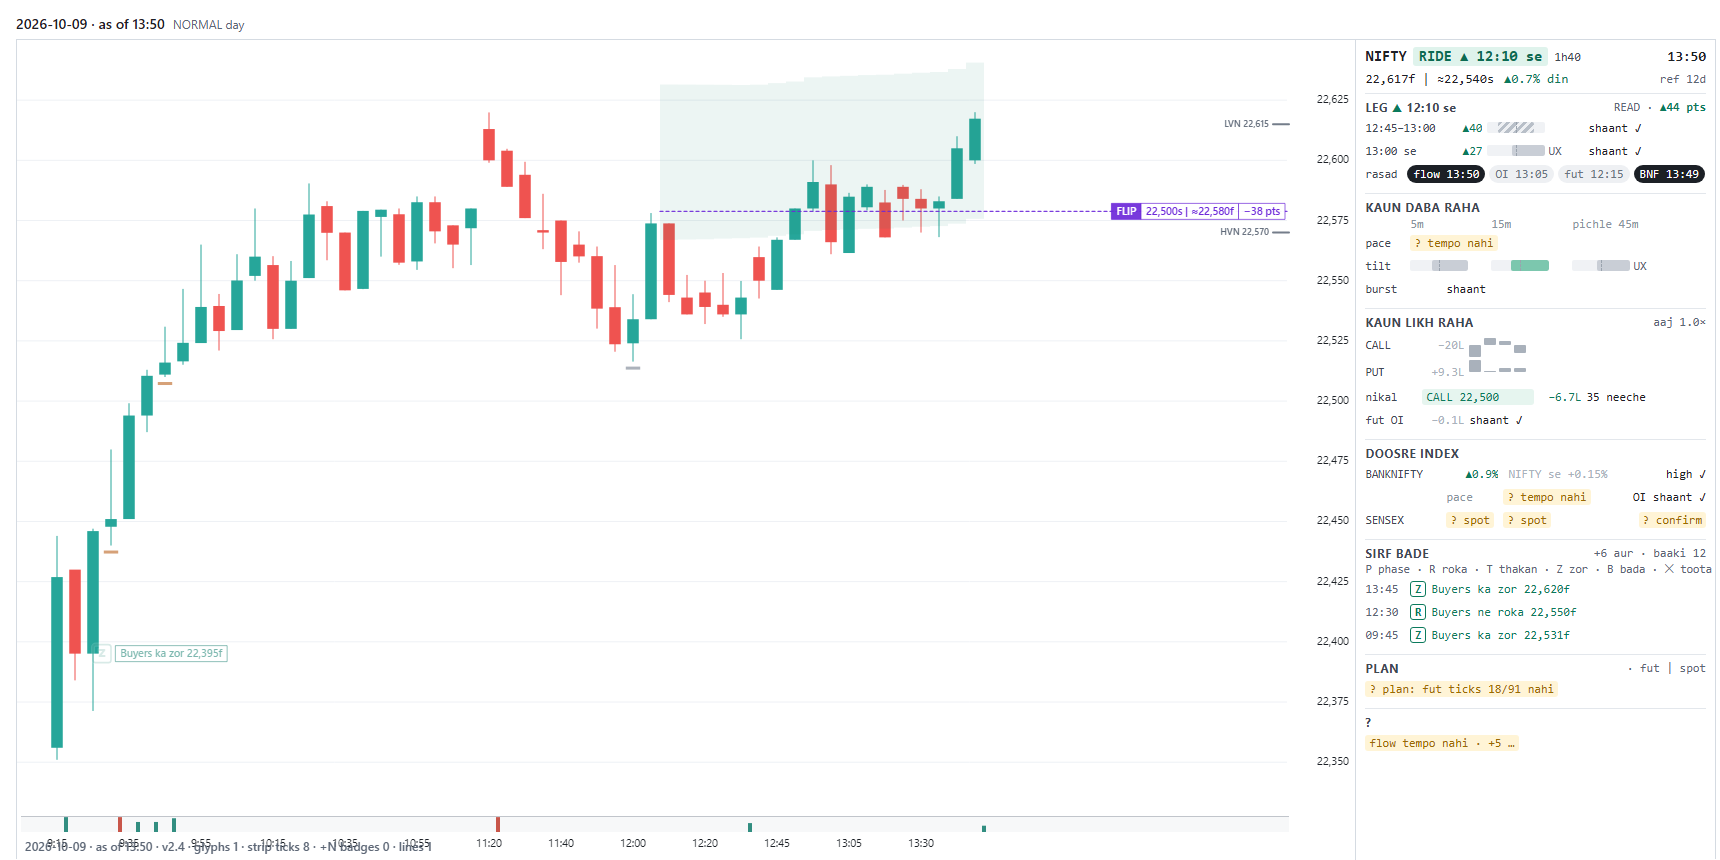 2026-10-09 · as of 13:50 NORMAL day
22,625
22,600
22,575
22,550
22,525
22,500
22,475
22,450
22,425
22,400
22,375
22,350
LVN 22,615
FLIP 22,500s | ≈22,580f −38 pts
HVN 22,570
Z Buyers ka zor 22,395f
9:15 9:35 9:55 10:15 10:35 10:55 11:20 11:40 12:00 12:20 12:45 13:05 13:30
2026-10-09 · as of 13:50 · v2.4 · glyphs 1 · strip ticks 8 · +N badges 0 · lines 1
NIFTY RIDE ▲ 12:10 se 1h40 13:50
22,617f | ≈22,540s ▲0.7% din ref 12d
LEG ▲ 12:10 se READ · ▲44 pts
12:45–13:00 ▲40 shaant ✓
13:00 se ▲27 UX shaant ✓
rasad flow 13:50 OI 13:05 fut 12:15 BNF 13:49
KAUN DABA RAHA
5m 15m pichle 45m
pace ? tempo nahi
tilt UX
burst shaant
KAUN LIKH RAHA aaj 1.0×
CALL −20L
PUT +9.3L
nikal CALL 22,500 −6.7L 35 neeche
fut OI −0.1L shaant ✓
DOOSRE INDEX
BANKNIFTY ▲0.9% NIFTY se +0.15% high ✓
pace ? tempo nahi OI shaant ✓
SENSEX ? spot ? spot ? confirm
SIRF BADE +6 aur · baaki 12
P phase · R roka · T thakan · Z zor · B bada · ✕ toota
13:45 Z Buyers ka zor 22,620f
12:30 R Buyers ne roka 22,550f
09:45 Z Buyers ka zor 22,531f
PLAN · fut | spot
? plan: fut ticks 18/91 nahi
?
flow tempo nahi · +5 …